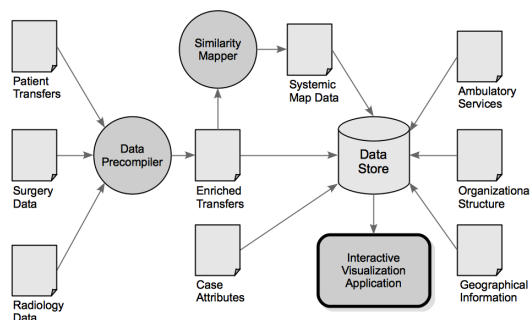 Patient
Transfers
Similarity
Mapper
Systemic
Map Data
Ambulatory
Services
Surgery
Data
Data
Precompiler
Enriched
Transfers
Data
Store
Organizationa
Structure
Radiology
Data
Case
Attributes
Interactive
Visualization
Application
Geographical
Information